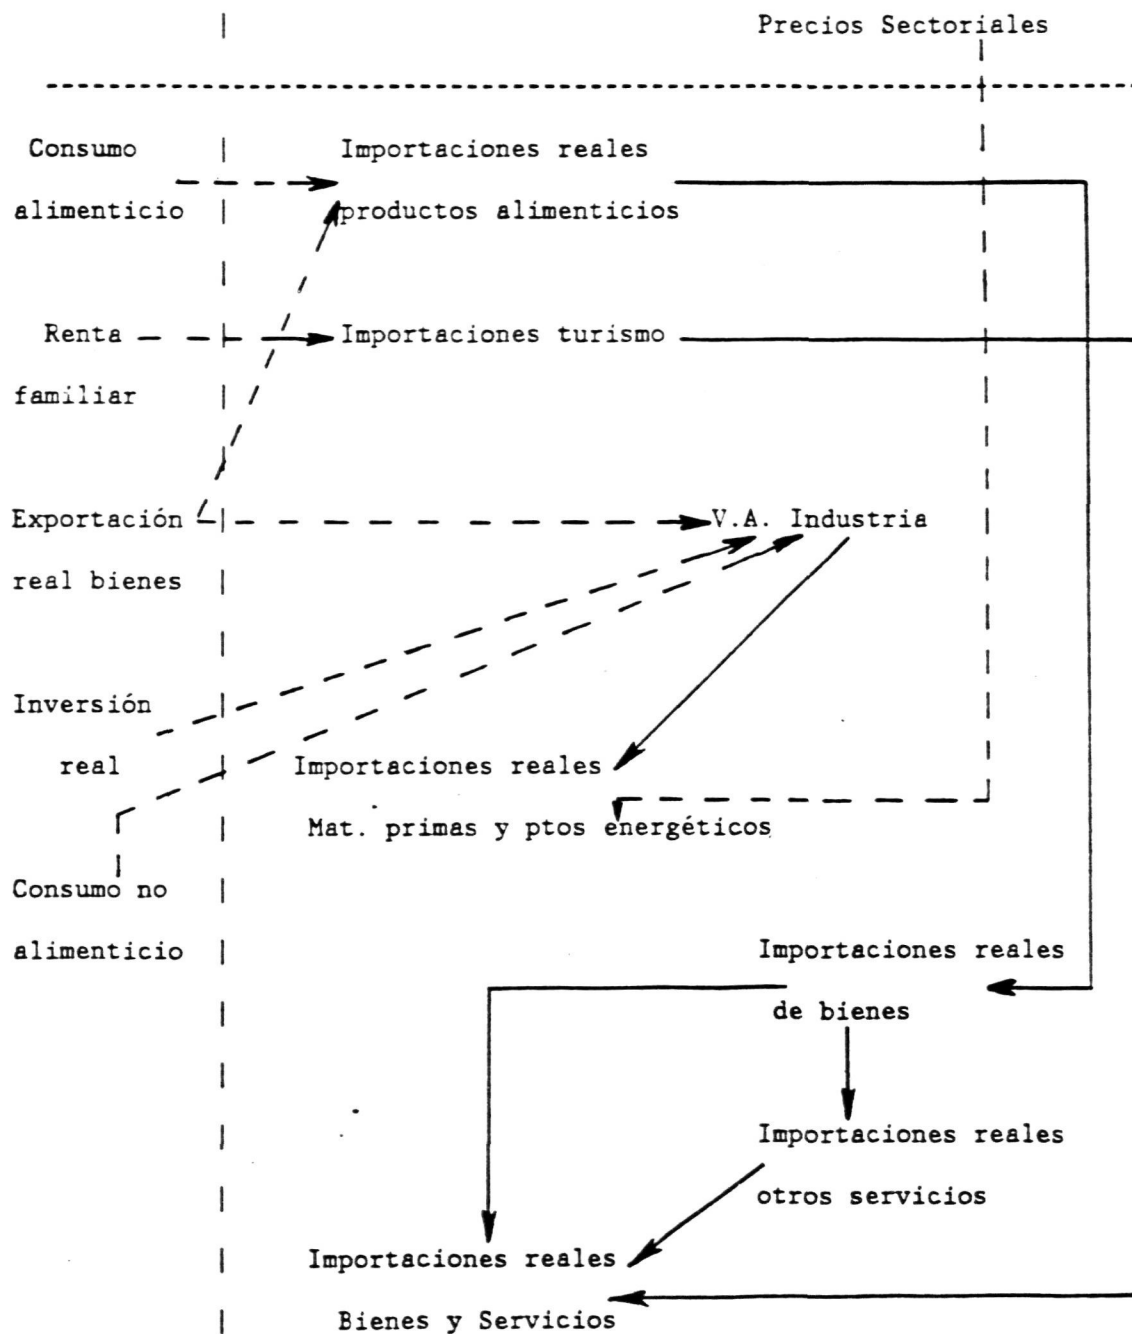 Precios Sectoriales
Consumo
alimenticio
Importaciones reales
productos alimenticios
Renta
familiar
Importaciones turismo
Exportación
real bienes
V.A. Industria
Inversión
real
Importaciones reales
Mat. primas y ptos energéticos
Consumo no
alimenticio
Importaciones reales
de bienes
Importaciones reales
otros servicios
Importaciones reales
Bienes y Servicios